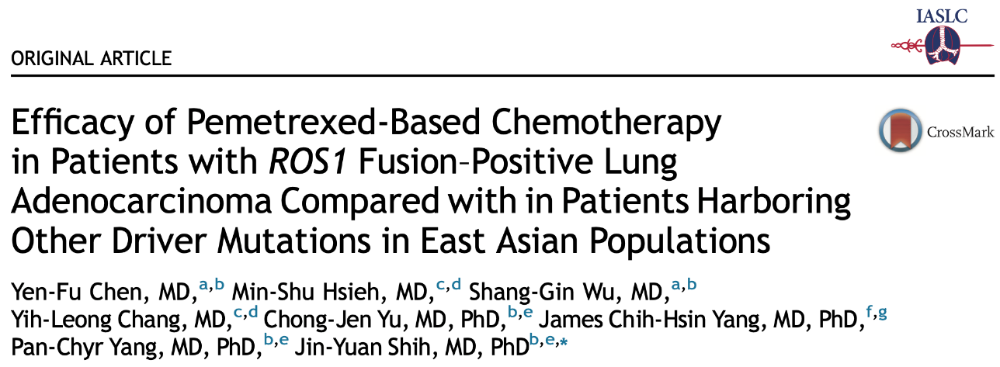 IASLC
ORIGINAL ARTICLE
Efficacy of Pemetrexed-Based Chemotherapy
in Patients with ROS1 Fusion–Positive Lung
Adenocarcinoma Compared with in Patients Harboring
Other Driver Mutations in East Asian Populations
CrossMark
Yen-Fu Chen, MD,a,b Min-Shu Hsieh, MD,c,d Shang-Gin Wu, MD,a,b
Yih-Leong Chang, MD,c,d Chong-Jen Yu, MD, PhD,b,e James Chih-Hsin Yang, MD, PhD,f,g
Pan-Chyr Yang, MD, PhD,b,e Jin-Yuan Shih, MD, PhDb,e,*